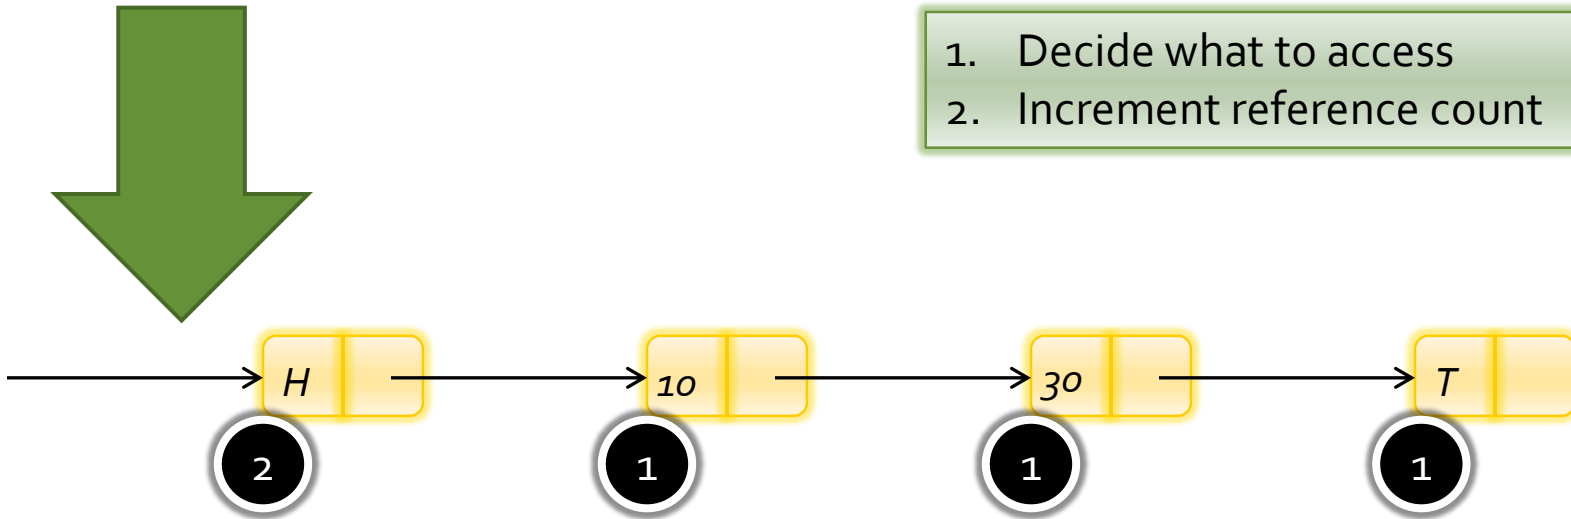 1. Decide what to access
2. Increment reference count
H 10 30 T
2 1 1 1